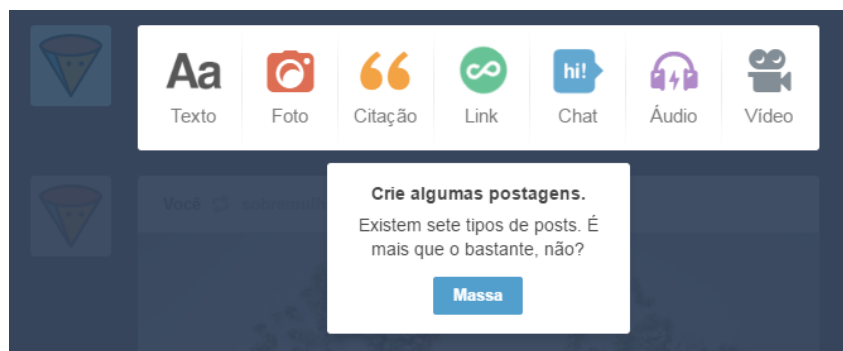 Aa
hi!
Texto Foto Citação Link Chat Áudio Vídeo
Crie algumas postagens.
Existem sete tipos de posts. É
mais que o bastante, não?
Massa
Você